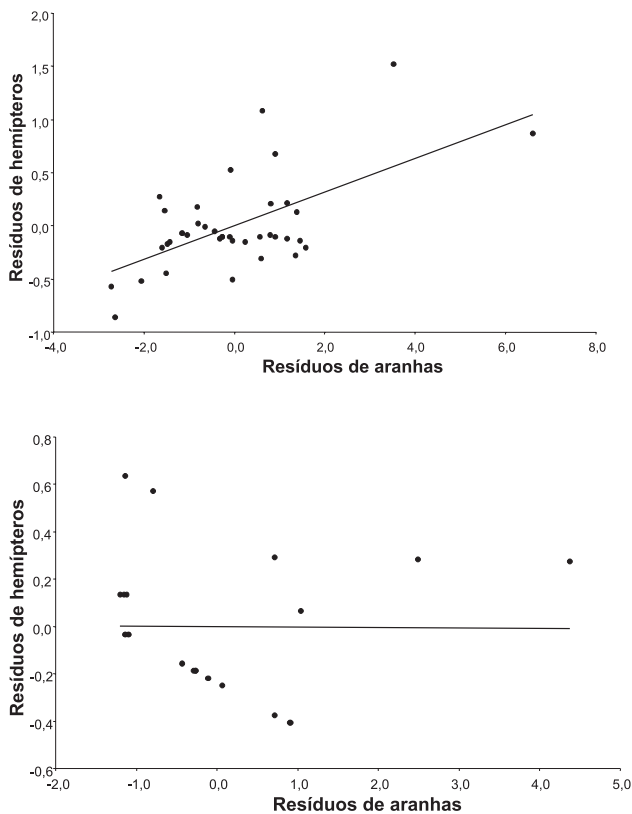 2,0
1,5
1,0
0,5
0,0
-0,5
-1,0
Resíduos de hemípteros
-4,0 -2,0 0,0 2,0 4,0 6,0 8,0
Resíduos de aranhas
0,8
0,6
0,4
0,2
0,0
-0,2
-0,4
-0,6
Resíduos de hemípteros
-2,0 -1,0 0,0 1,0 2,0 3,0 4,0 5,0
Resíduos de aranhas